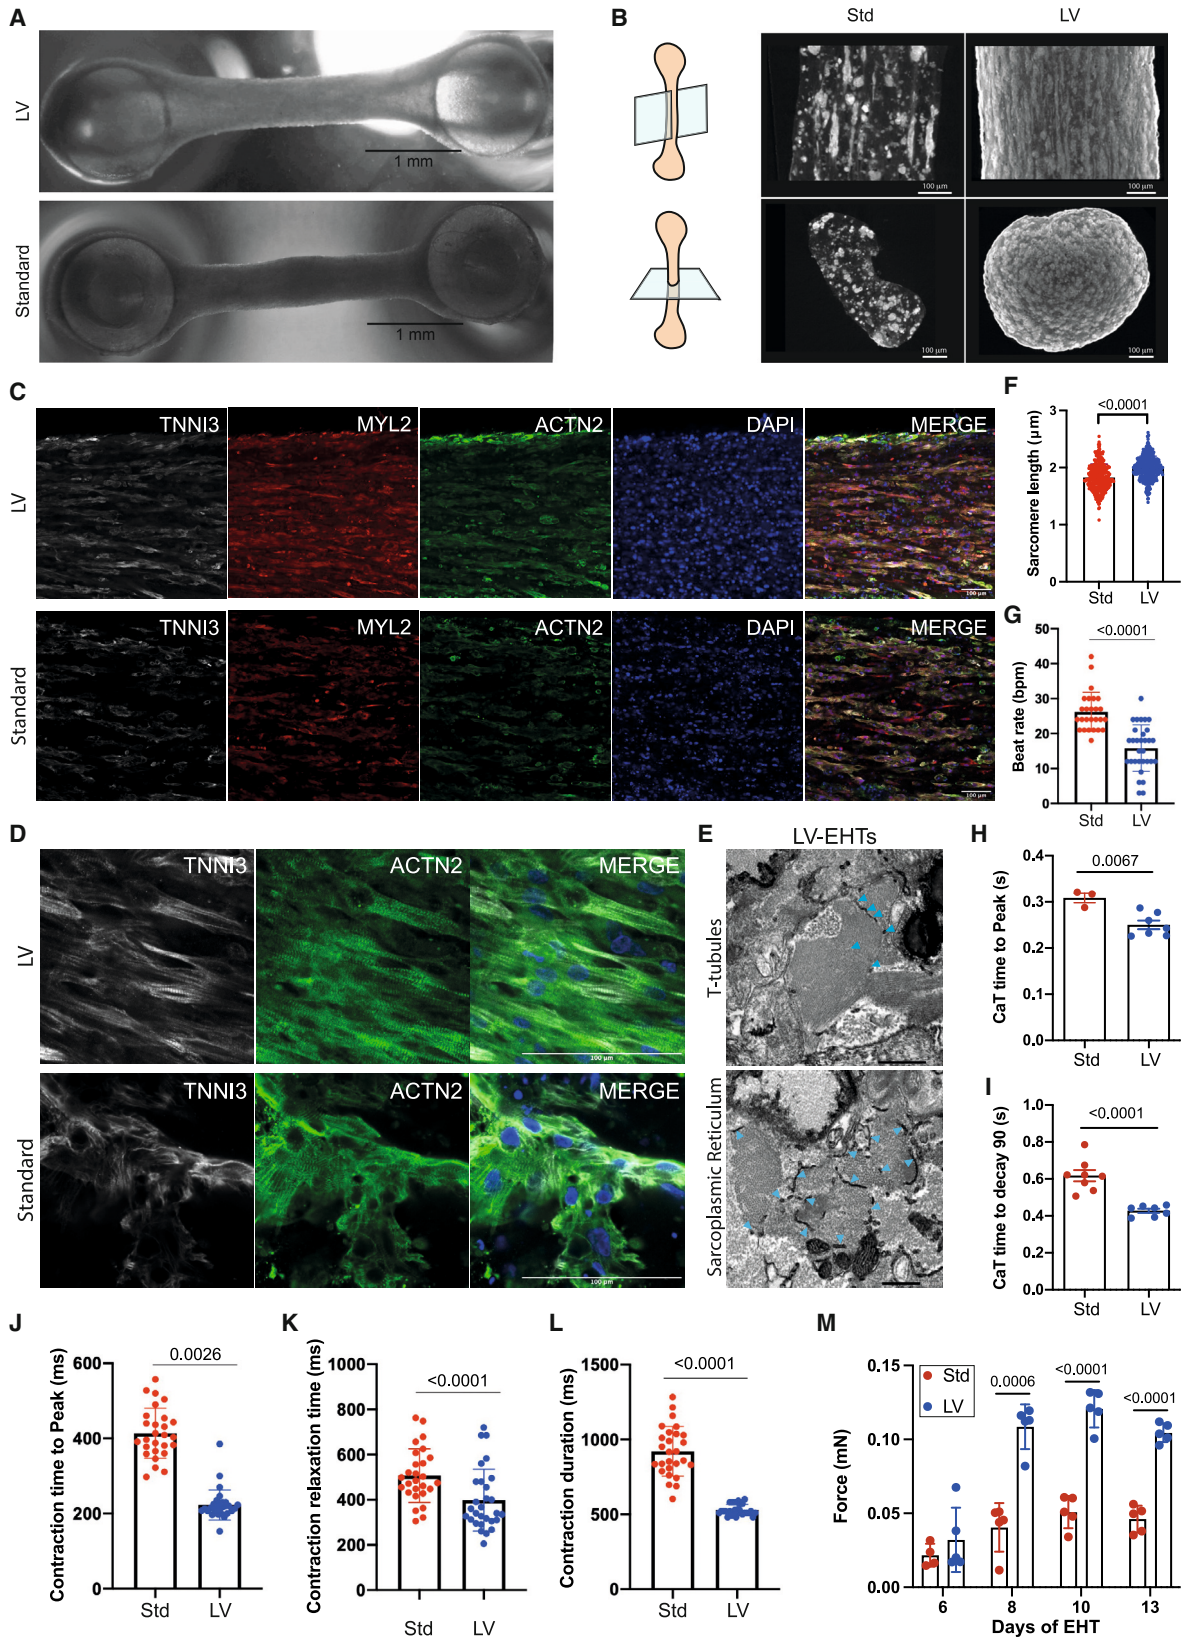 A
LV
1 mm
Standard
1 mm
B
Std
LV
100 µm
100 µm
100 µm
100 µm
C
LV
TNNI3
MYL2
ACTN2
DAPI
MERGE
100 µm
Standard
TNNI3
MYL2
ACTN2
DAPI
MERGE
100 µm
F
Sarcomere length (µm)
<0.0001
3
2
1
0
Std
LV
G
Beat rate (bpm)
<0.0001
50
40
30
20
10
0
Std
LV
D
LV
TNNI3
ACTN2
MERGE
100 µm
Standard
TNNI3
ACTN2
MERGE
100 µm
E
LV-EHTs
T-tubules
Sarcoplasmic Reticulum
H
CaT time to Peak (s)
0.0067
0.4
0.3
0.2
0.1
0.0
Std
LV
I
CaT time to decay 90 (s)
<0.0001
1.0
0.8
0.6
0.4
0.2
0.0
Std
LV
J
Contraction time to Peak (ms)
0.0026
600
400
200
0
Std
LV
K
Contraction relaxation time (ms)
<0.0001
1000
800
600
400
200
0
Std
LV
L
Contraction duration (ms)
<0.0001
1500
1000
500
0
Std
LV
M
Force (mN)
Std
LV
0.0006
<0.0001
<0.0001
0.15
0.10
0.05
0.00
6
8
10
13
Days of EHT